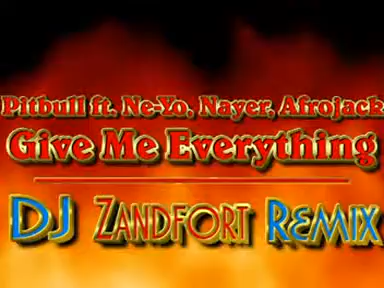 Pitbull ft. Ne-Yo, Nayer, Afrojack
Give Me Everything
DJ ZANDFORT REMIX